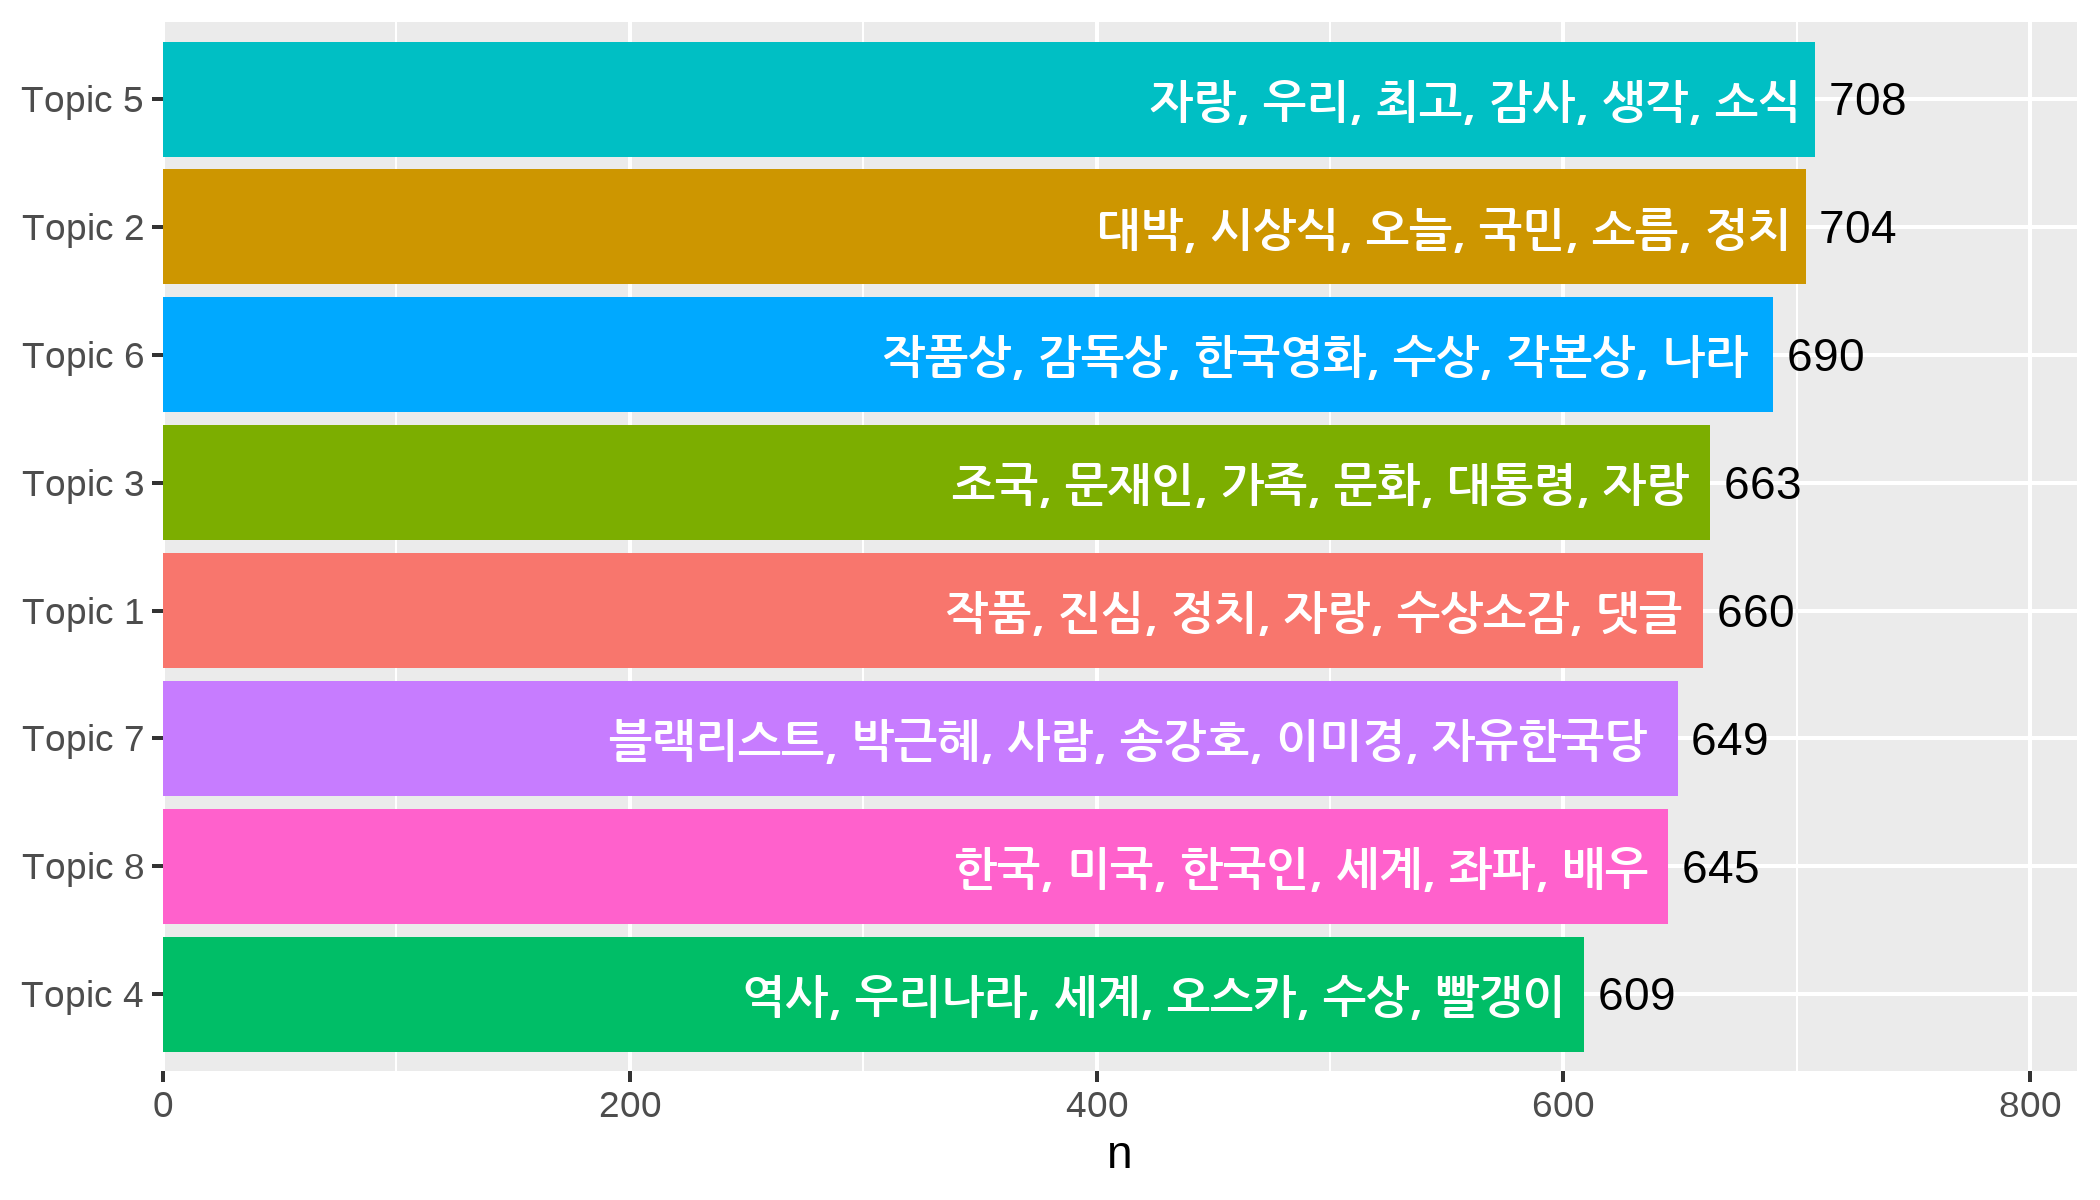 Topic 5 자랑, 우리, 최고, 감사, 생각, 소식 708
Topic 2 대박, 시상식, 오늘, 국민, 소름, 정치 704
Topic 6 작품상, 감독상, 한국영화, 수상, 각본상, 나라 690
Topic 3 조국, 문재인, 가족, 문화, 대통령, 자랑 663
Topic 1 작품, 진심, 정치, 자랑, 수상소감, 댓글 660
Topic 7 블랙리스트, 박근혜, 사람, 송강호, 이미경, 자유한국당 649
Topic 8 한국, 미국, 한국인, 세계, 좌파, 배우 645
Topic 4 역사, 우리나라, 세계, 오스카, 수상, 빨갱이 609
0 200 400 600 800
n